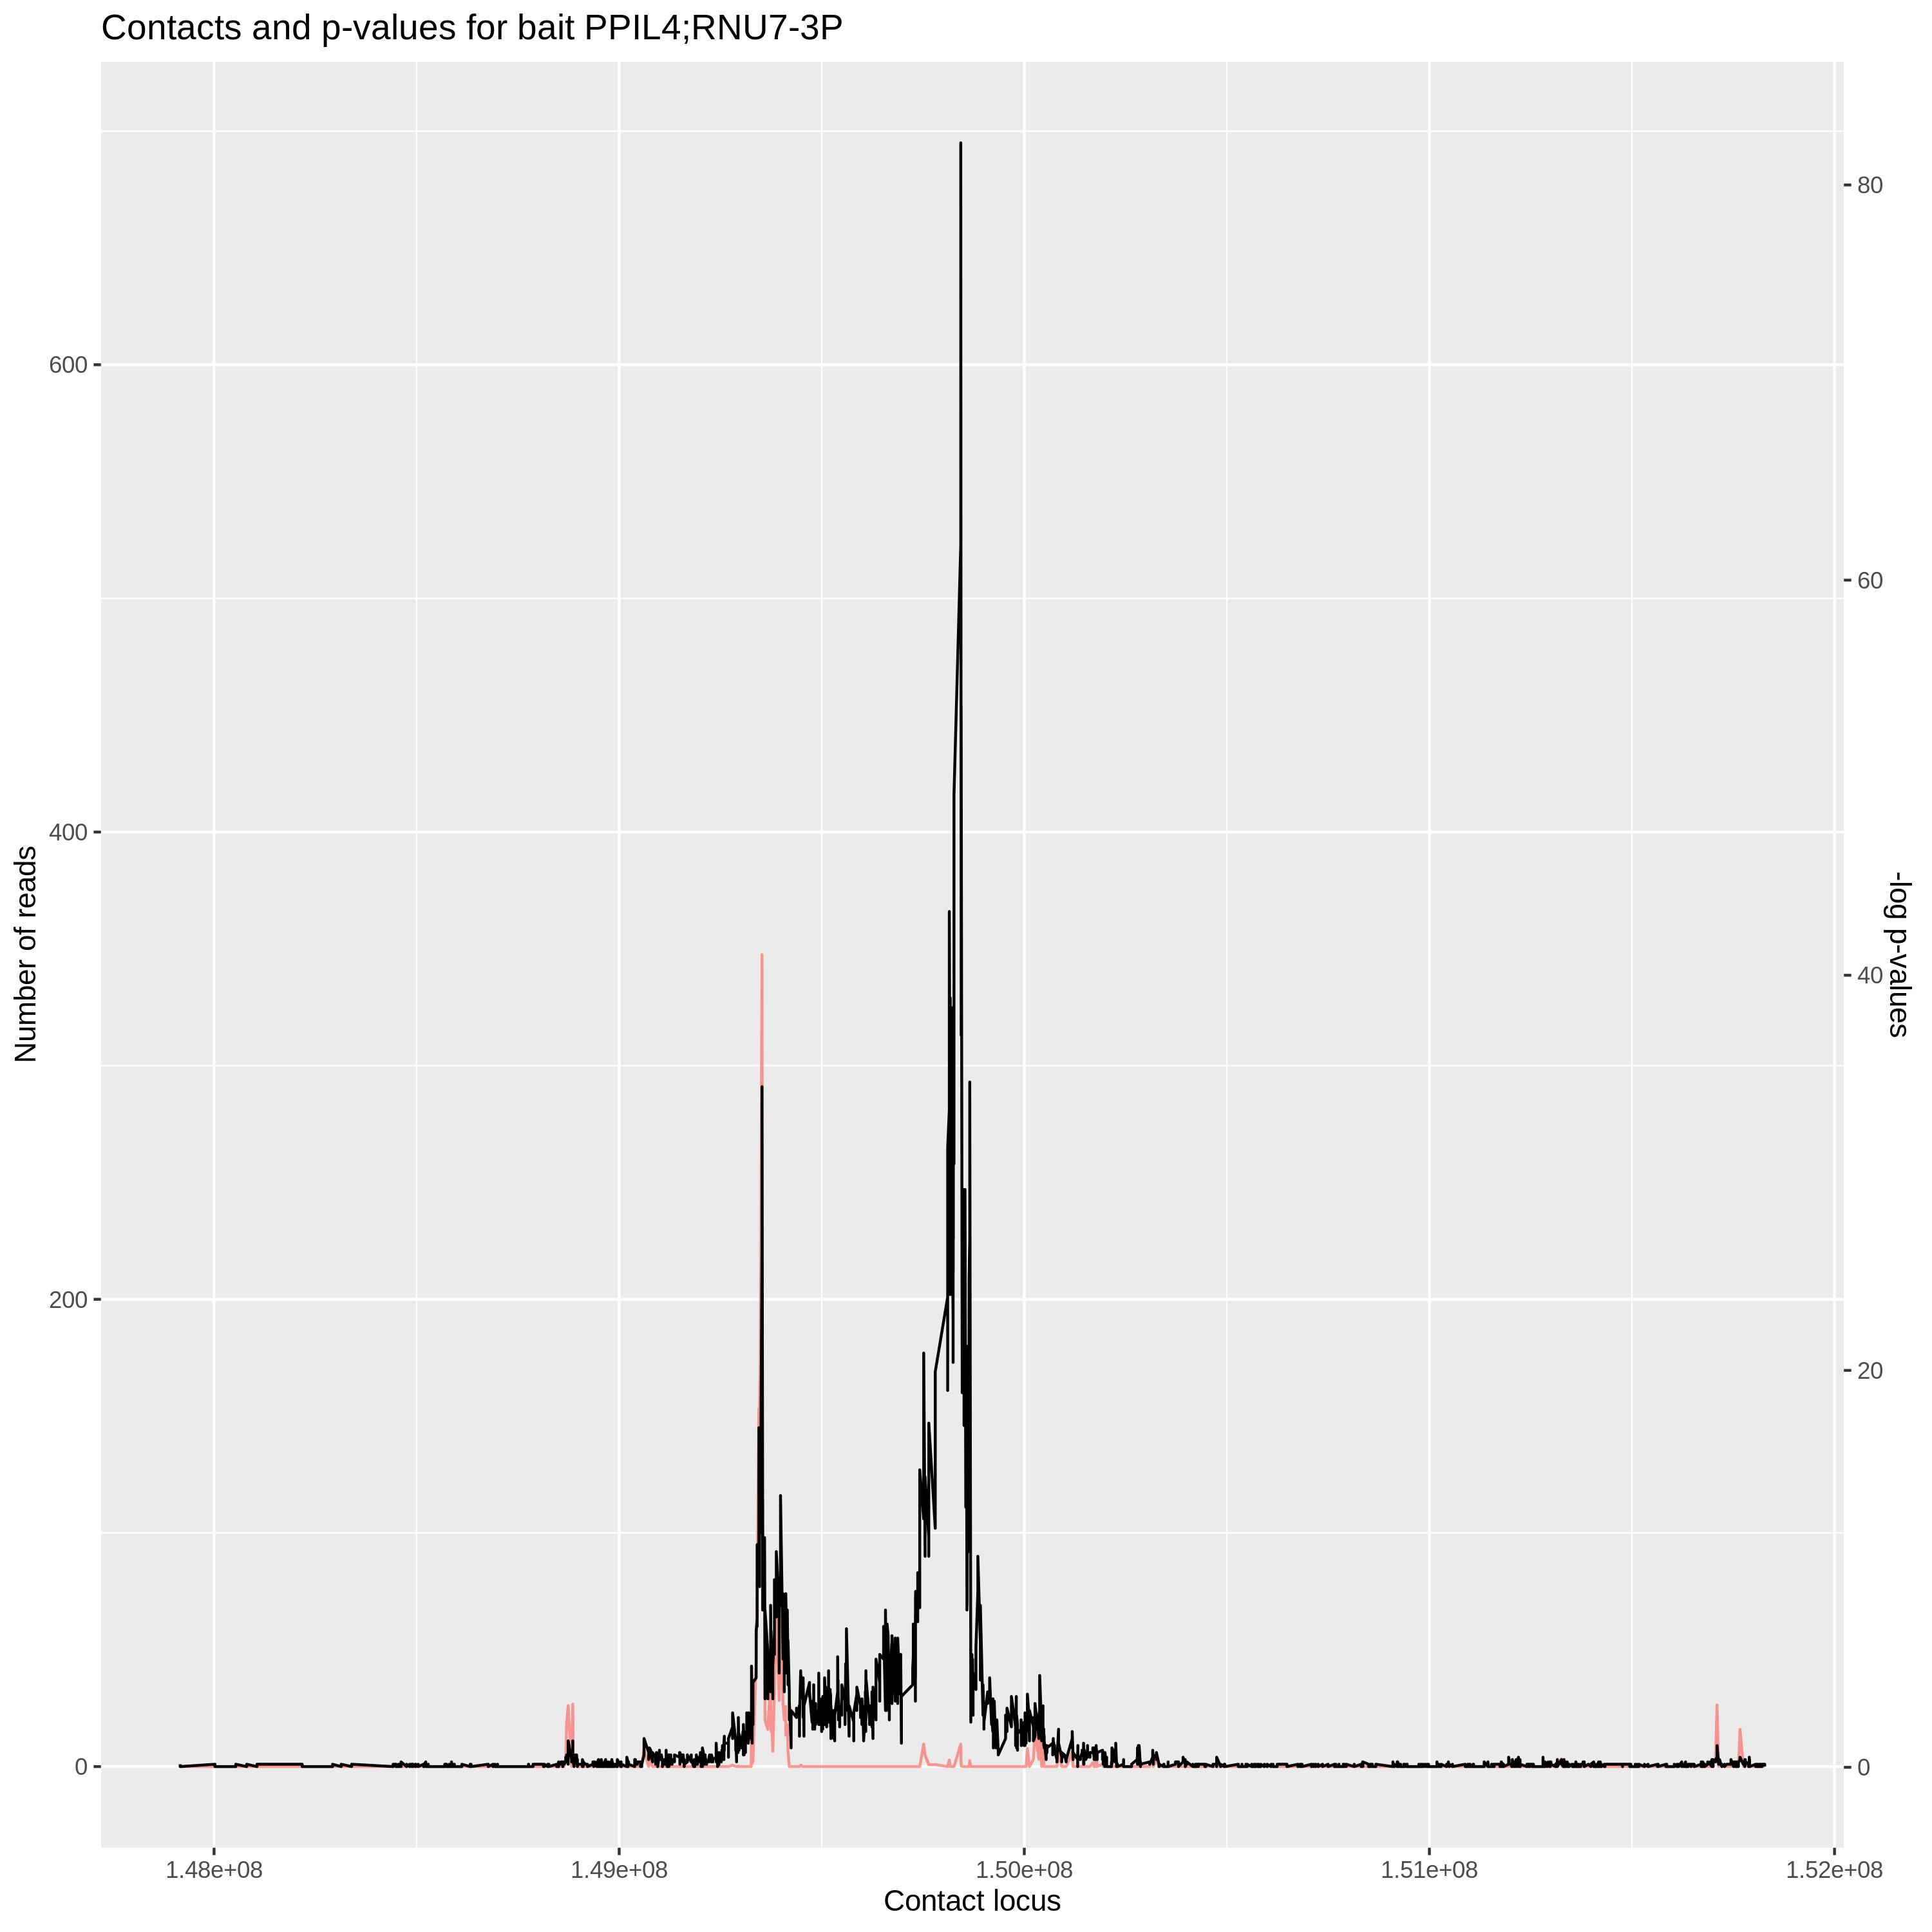 Contacts and p-values for bait PPIL4;RNU7-3P
600
400
200
0
Number of reads
80
60
40
20
0
-log p-values
1.48e+08
1.49e+08
1.50e+08
1.51e+08
1.52e+08
Contact locus